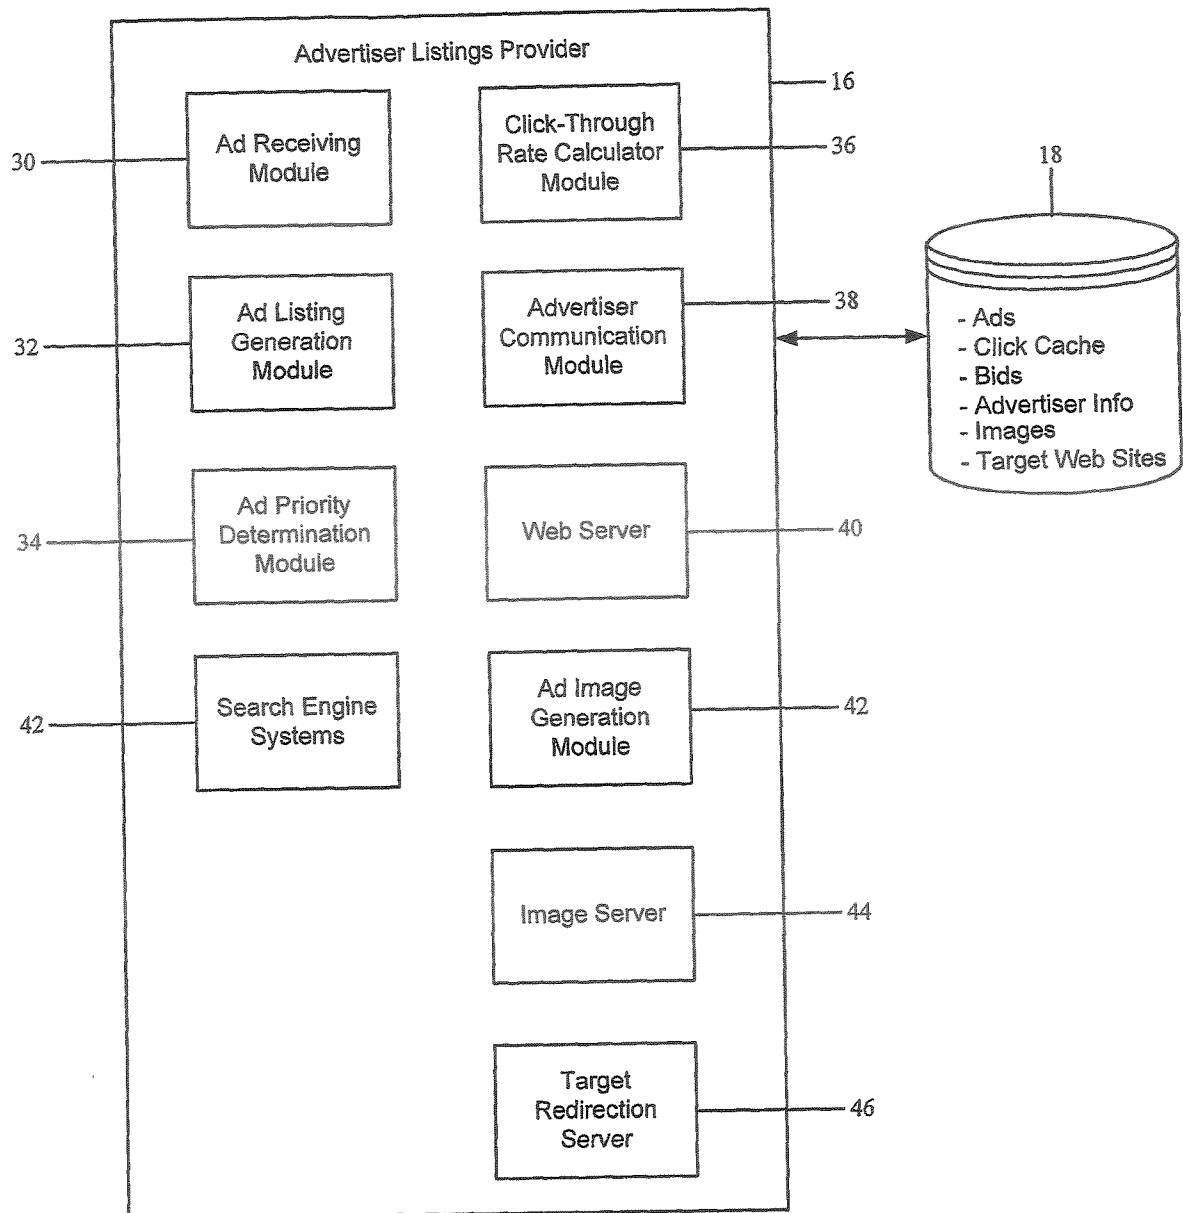 Advertiser Listings Provider
16
Ad Receiving
Module
30
Click-Through
Rate Calculator
Module
36
18
Ad Listing
Generation
Module
32
Advertiser
Communication
Module
38
- Ads
- Click Cache
- Bids
- Advertiser Info
- Images
- Target Web Sites
Ad Priority
Determination
Module
34
Web Server
40
Search Engine
Systems
42
Ad Image
Generation
Module
42
Image Server
44
Target
Redirection
Server
46